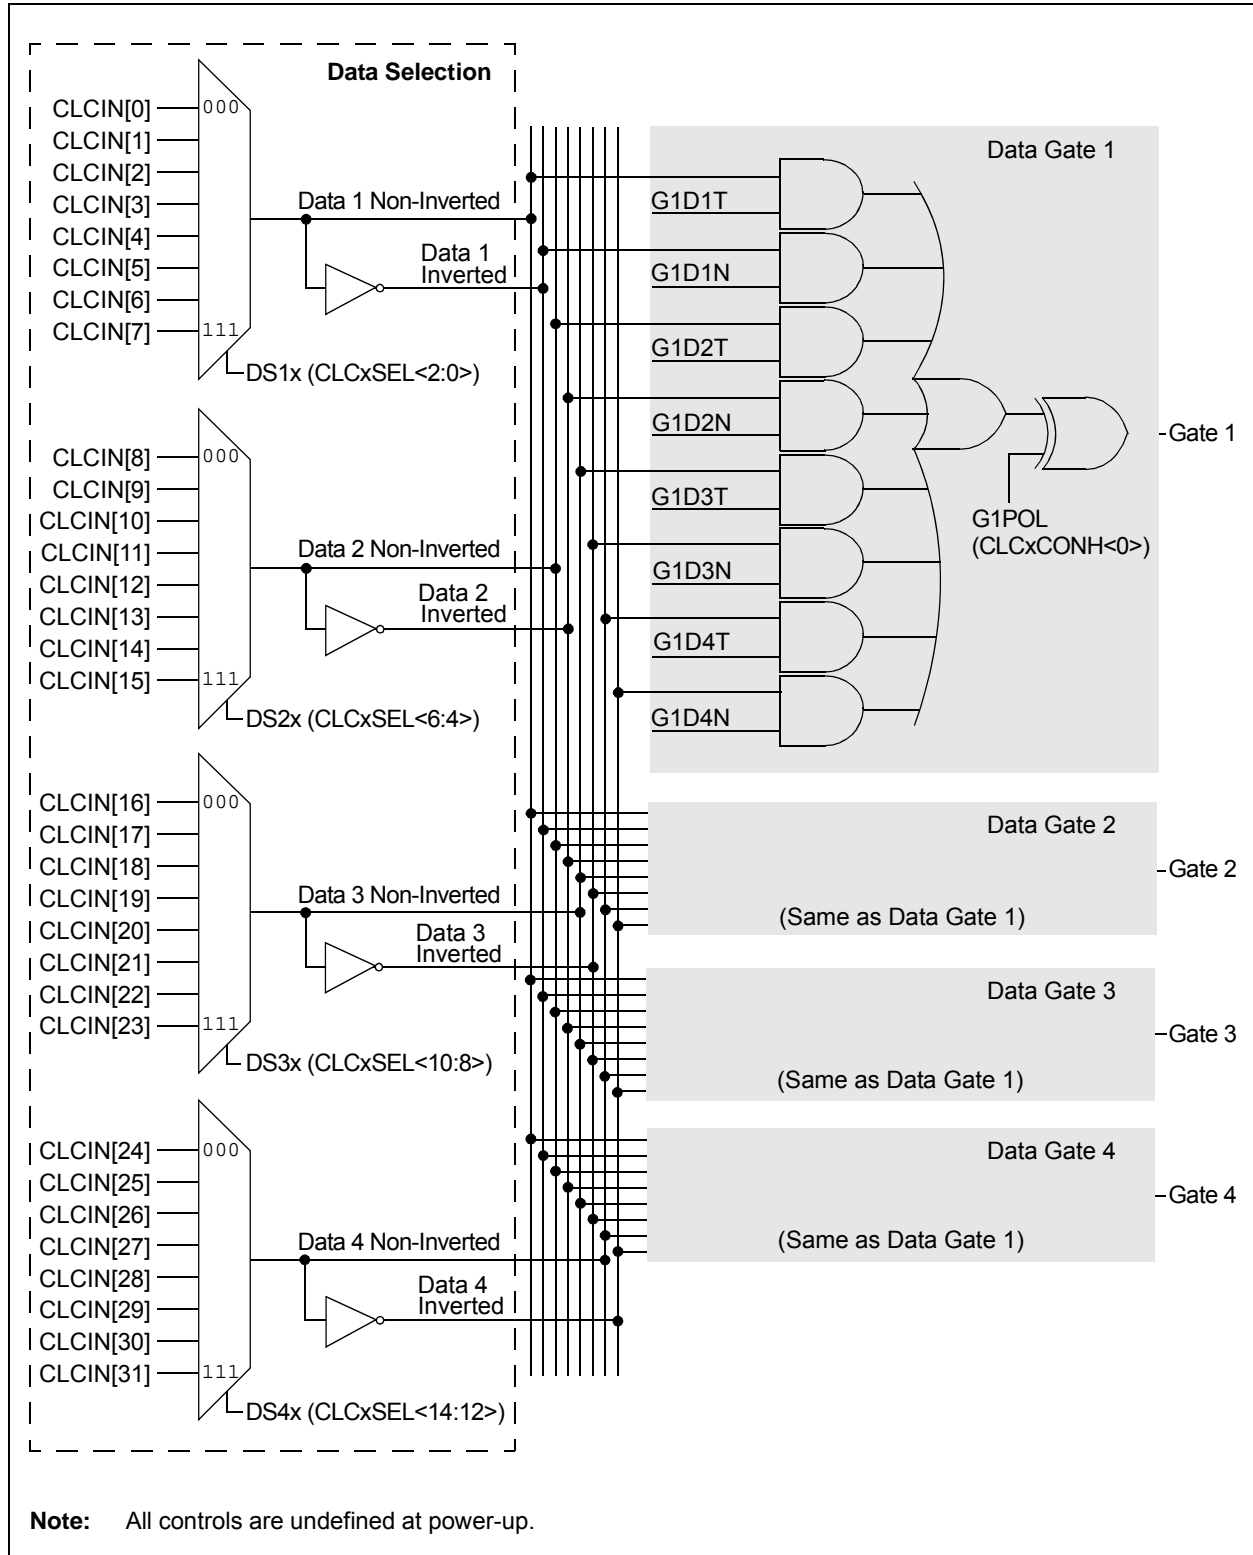 Data Selection
CLCIN[0]
000
CLCIN[1]
CLCIN[2]
CLCIN[3]
CLCIN[4]
CLCIN[5]
CLCIN[6]
CLCIN[7]
111
Data 1 Non-Inverted
Data 1
Inverted
DS1x (CLCxSEL<2:0>)
CLCIN[8]
000
CLCIN[9]
CLCIN[10]
CLCIN[11]
CLCIN[12]
CLCIN[13]
CLCIN[14]
CLCIN[15]
111
Data 2 Non-Inverted
Data 2
Inverted
DS2x (CLCxSEL<6:4>)
CLCIN[16]
000
CLCIN[17]
CLCIN[18]
CLCIN[19]
CLCIN[20]
CLCIN[21]
CLCIN[22]
CLCIN[23]
111
Data 3 Non-Inverted
Data 3
Inverted
DS3x (CLCxSEL<10:8>)
CLCIN[24]
000
CLCIN[25]
CLCIN[26]
CLCIN[27]
CLCIN[28]
CLCIN[29]
CLCIN[30]
CLCIN[31]
111
Data 4 Non-Inverted
Data 4
Inverted
DS4x (CLCxSEL<14:12>)
Data Gate 1
G1D1T
G1D1N
G1D2T
G1D2N
G1D3T
G1D3N
G1D4T
G1D4N
G1POL
(CLCxCONH<0>)
Gate 1
Data Gate 2
(Same as Data Gate 1)
Gate 2
Data Gate 3
(Same as Data Gate 1)
Gate 3
Data Gate 4
(Same as Data Gate 1)
Gate 4
Note: All controls are undefined at power-up.